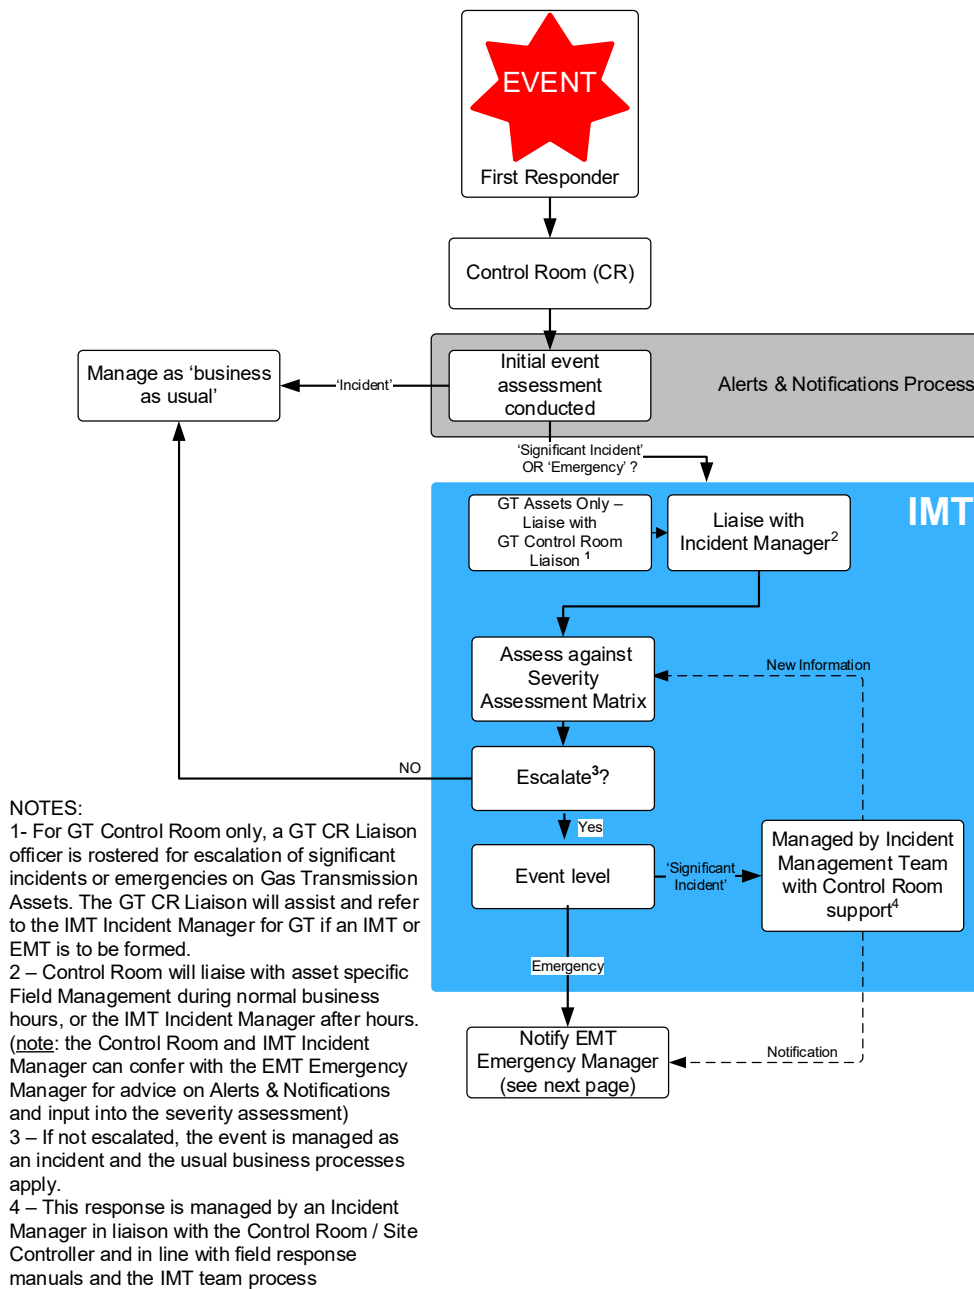 EVENT
First Responder
Control Room (CR)
Initial event
assessment
conducted
Alerts & Notifications Process
Manage as ‘business
as usual’
‘Incident’
‘Significant Incident’
OR ‘Emergency’ ?
IMT
GT Assets Only –
Liaise with
GT Control Room
Liaison 1
Liaise with
Incident Manager2
Assess against
Severity
Assessment Matrix
New Information
NO
Escalate3?
Yes
Event level
‘Significant
Incident’
Managed by Incident
Management Team
with Control Room
support4
Emergency
Notify EMT
Emergency Manager
(see next page)
Notification
NOTES:
1- For GT Control Room only, a GT CR Liaison
officer is rostered for escalation of significant
incidents or emergencies on Gas Transmission
Assets. The GT CR Liaison will assist and refer
to the IMT Incident Manager for GT if an IMT or
EMT is to be formed.
2 – Control Room will liaise with asset specific
Field Management during normal business
hours, or the IMT Incident Manager after hours.
(note: the Control Room and IMT Incident
Manager can confer with the EMT Emergency
Manager for advice on Alerts & Notifications
and input into the severity assessment)
3 – If not escalated, the event is managed as
an incident and the usual business processes
apply.
4 – This response is managed by an Incident
Manager in liaison with the Control Room / Site
Controller and in line with field response
manuals and the IMT team process